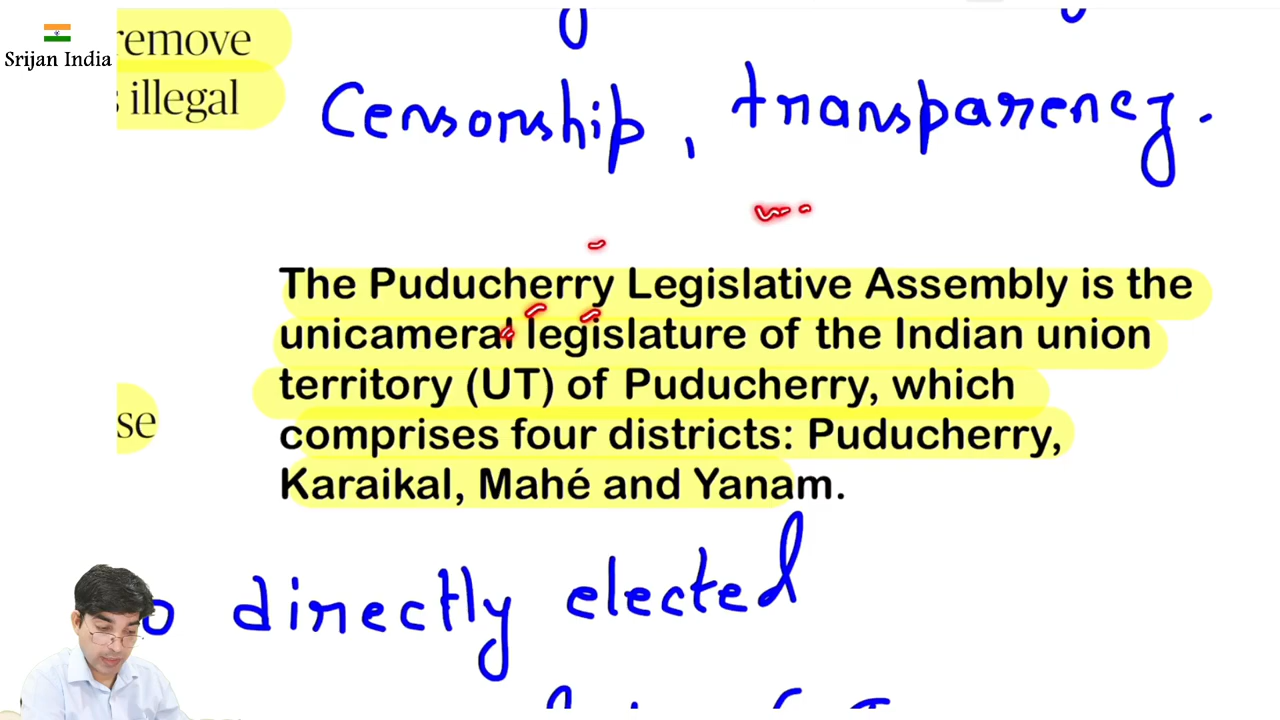 Srijan India
remove
illegal
Censorship, transparency.
The Puducherry Legislative Assembly is the
unicameral legislature of the Indian union
territory (UT) of Puducherry, which
comprises four districts: Puducherry,
Karaikal, Mahé and Yanam.
se
directly elected